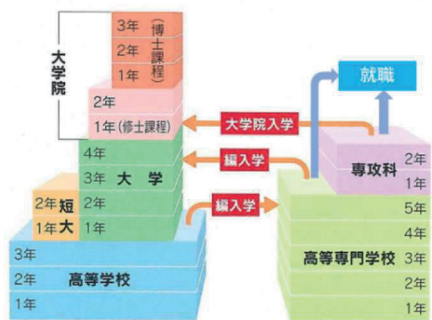 大学院
3年
2年
1年
(博士課程)
2年
1年(修士課程)
4年
3年
2年
1年
大学
2年
1年
短大
3年
2年
1年
高等学校
大学院入学
編入学
編入学
就職
専攻科
2年
1年
5年
4年
3年
2年
1年
高等専門学校